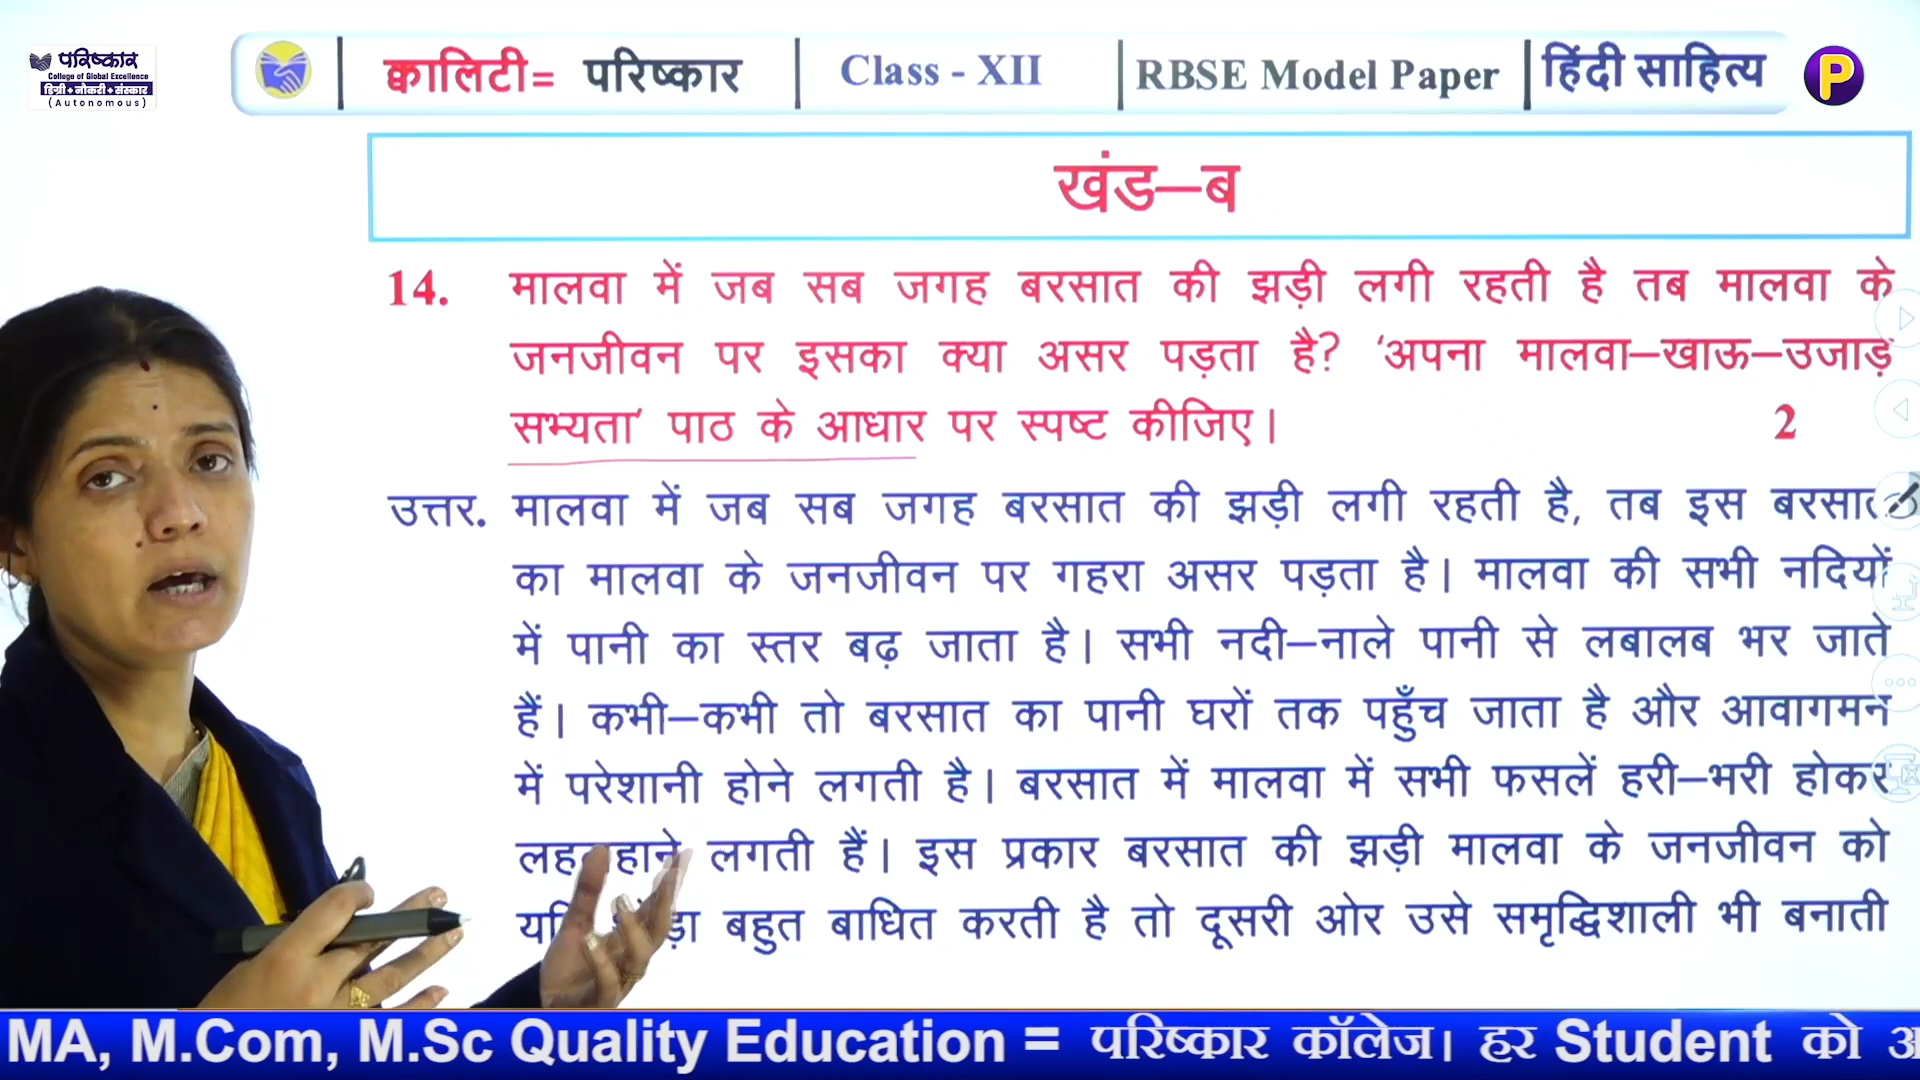 परिष्कार
College of Global Excellence
डिग्री + नौकरी + संस्कार
(Autonomous)
क्वालिटी= परिष्कार
Class - XII
RBSE Model Paper
हिंदी साहित्य
P
खंड–ब
14. मालवा में जब सब जगह बरसात की झड़ी लगी रहती है तब मालवा के
जनजीवन पर इसका क्या असर पड़ता है? 'अपना मालवा–खाऊ–उजाड़
सभ्यता' पाठ के आधार पर स्पष्ट कीजिए। 2
उत्तर. मालवा में जब सब जगह बरसात की झड़ी लगी रहती है, तब इस
का मालवा के जनजीवन पर गहरा असर पड़ता है। मालवा की सभी नदियों
में पानी का स्तर बढ़ जाता है। सभी नदी–नाले पानी से लबालब भर जाते
हैं। कभी–कभी तो बरसात का पानी घरों तक पहुँच जाता है और आवागमन
में परेशानी होने लगती है। बरसात में मालवा में सभी फसलें हरी–भरी होकर
लगती हैं। इस प्रकार बरसात की झड़ी मालवा के जनजीवन को
बहुत बाधित करती है तो दूसरी ओर उसे समृद्धिशाली भी बनाती
MA, M.Com, M.Sc Quality Education = परिष्कार कॉलेज। हर Student को